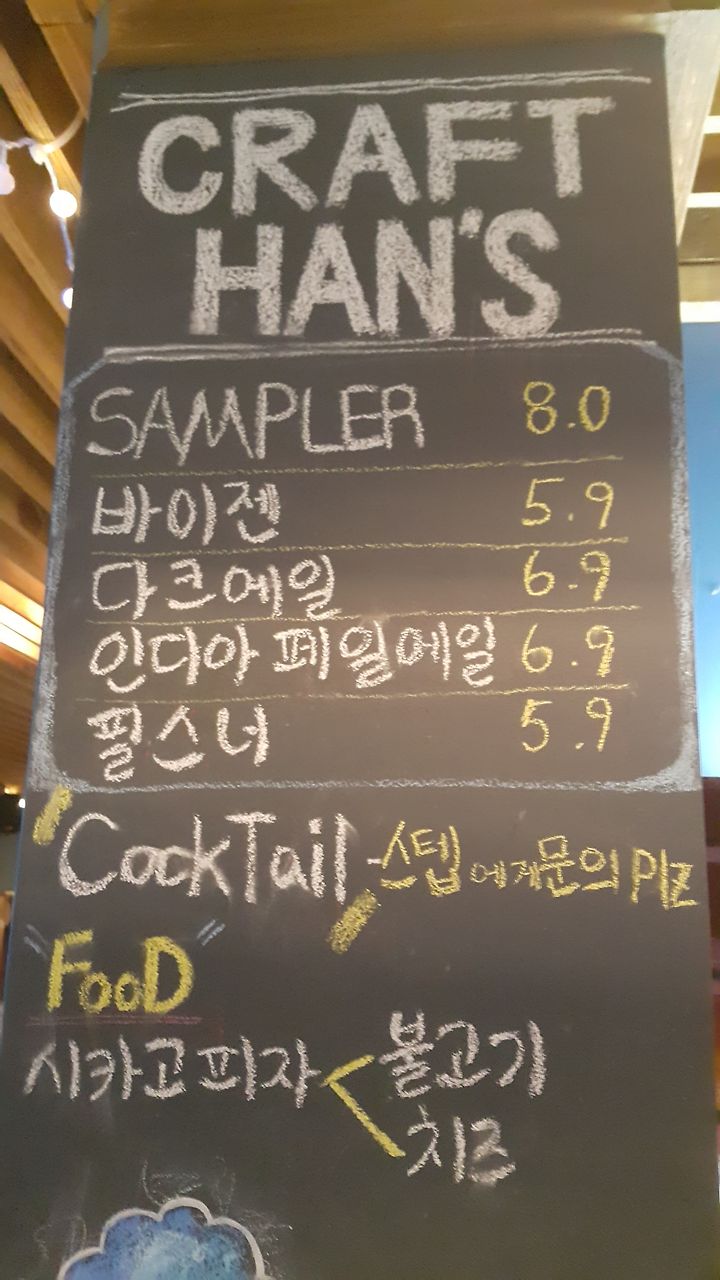 CRAFT
HAN'S
SAMPLER 8.0
바이젠 5.9
다크에일 6.9
인디아 페일에일 6.9
필스너 5.9
CockTail -스텝에게문의 Plz
FooD
시카고피자 < 불고기
치즈